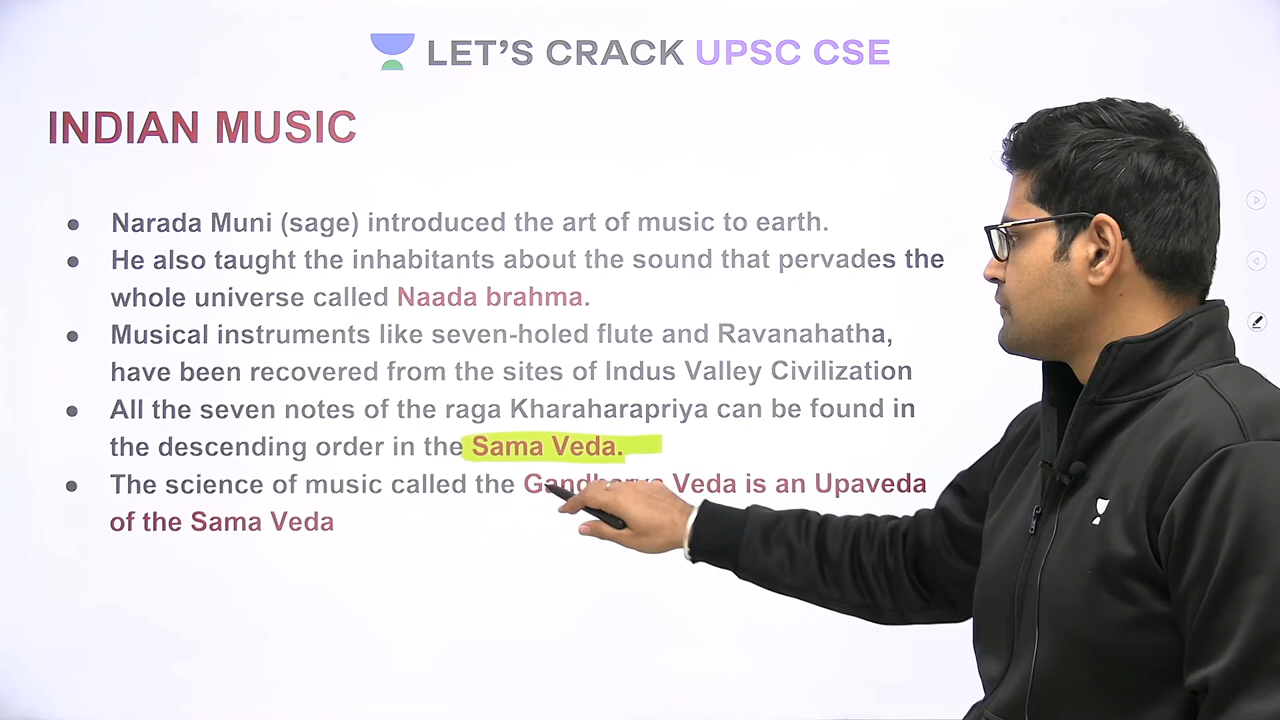 LET'S CRACK UPSC CSE
INDIAN MUSIC
● Narada Muni (sage) introduced the art of music to earth.
● He also taught the inhabitants about the sound that pervades the
whole universe called Naada brahma.
● Musical instruments like seven-holed flute and Ravanahatha,
have been recovered from the sites of Indus Valley Civilization
● All the seven notes of the raga Kharaharapriya can be found in
the descending order in the Sama Veda.
● The science of music called the Veda is an Upaveda
of the Sama Veda